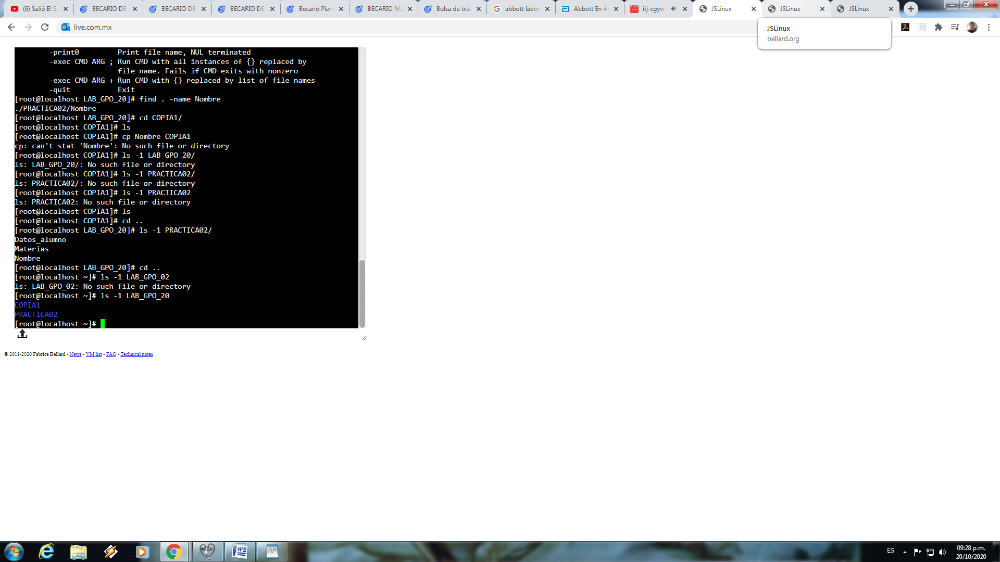 (6) Salió El So
BECARIO DE
BECARIO DE
BECARIO DE
Becario Plan
BECARIO NU
Bolsa de trab
abbott labor
Abbott En Ar
itj-cgyw-
JSLinux
JSLinux
JSLinux
live.com.mx
JSLinux
bellard.org
-print0 Print file name, NUL terminated
-exec CMD ARG ; Run CMD with all instances of {} replaced by
file name. Fails if CMD exits with nonzero
-exec CMD ARG + Run CMD with {} replaced by list of file names
-quit Exit
[root@localhost LAB_GPO_20]# find . -name Nombre
./PRACTICA02/Nombre
[root@localhost LAB_GPO_20]# cd COPIA1/
[root@localhost COPIA1]# ls
[root@localhost COPIA1]# cp Nombre COPIA1
cp: can't stat 'Nombre': No such file or directory
[root@localhost COPIA1]# ls -1 LAB_GPO_20/
ls: LAB_GPO_20/: No such file or directory
[root@localhost COPIA1]# ls -1 PRACTICA02/
ls: PRACTICA02/: No such file or directory
[root@localhost COPIA1]# ls -1 PRACTICA02
ls: PRACTICA02: No such file or directory
[root@localhost COPIA1]# ls
[root@localhost COPIA1]# cd ..
[root@localhost LAB_GPO_20]# ls -1 PRACTICA02/
Datos_alumno
Materias
Nombre
[root@localhost LAB_GPO_20]# cd ..
[root@localhost ~]# ls -1 LAB_GPO_02
ls: LAB_GPO_02: No such file or directory
[root@localhost ~]# ls -1 LAB_GPO_20
COPIA1
PRACTICA02
[root@localhost ~]#
© 2011-2020 Fabrice Bellard - News - VM list - FAQ - Technical notes
ES
09:28 p.m.
20/10/2020